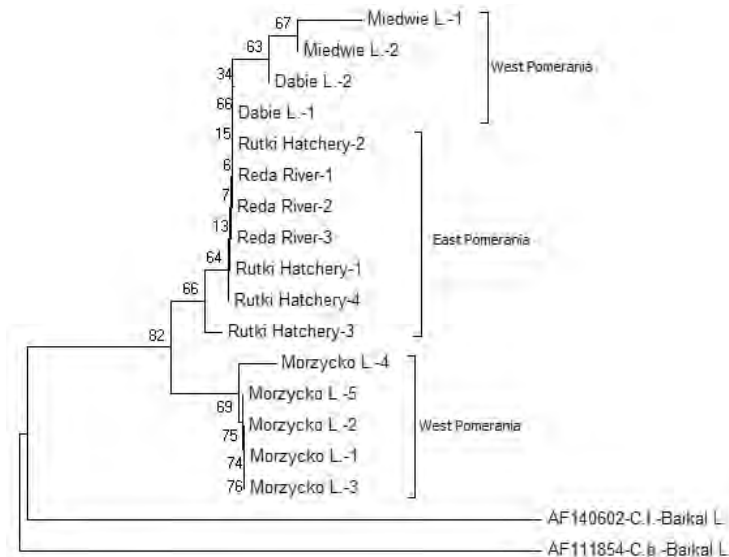 67
Miedwie L.-1
63
Miedwie L.-2
West Pomerania
34
Dabie L.-2
66
Dabie L.-1
15
Rutki Hatchery-2
6
Reda River-1
7
Reda River-2
13
Reda River-3
East Pomerania
64
Rutki Hatchery-1
66
Rutki Hatchery-4
82
Rutki Hatchery-3
Morzycko L.-4
69
Morzycko L.-5
75
Morzycko L.-2
West Pomerania
74
Morzycko L.-1
76
Morzycko L.-3
AF140602-C.l.-Baikal L.
AF111854-C.b.-Baikal L.